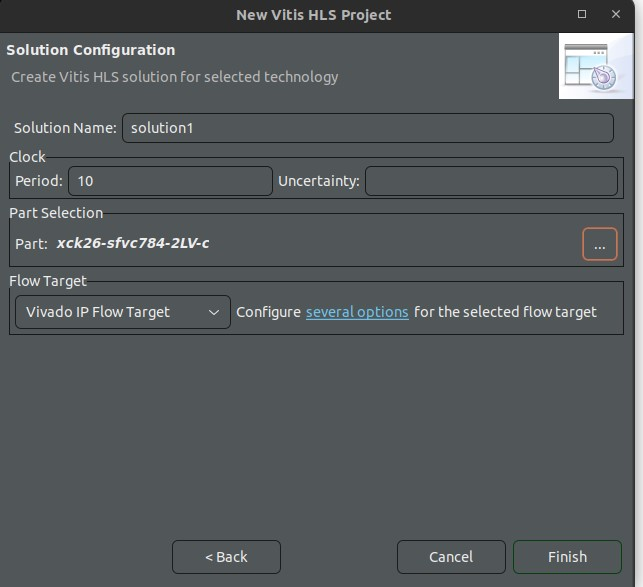 New Vitis HLS Project
Solution Configuration
Create Vitis HLS solution for selected technology
Solution Name: solution1
Clock
Period: 10 Uncertainty:
Part Selection
Part: xck26-sfvc784-2LV-c ...
Flow Target
Vivado IP Flow Target Configure several options for the selected flow target
< Back Cancel Finish